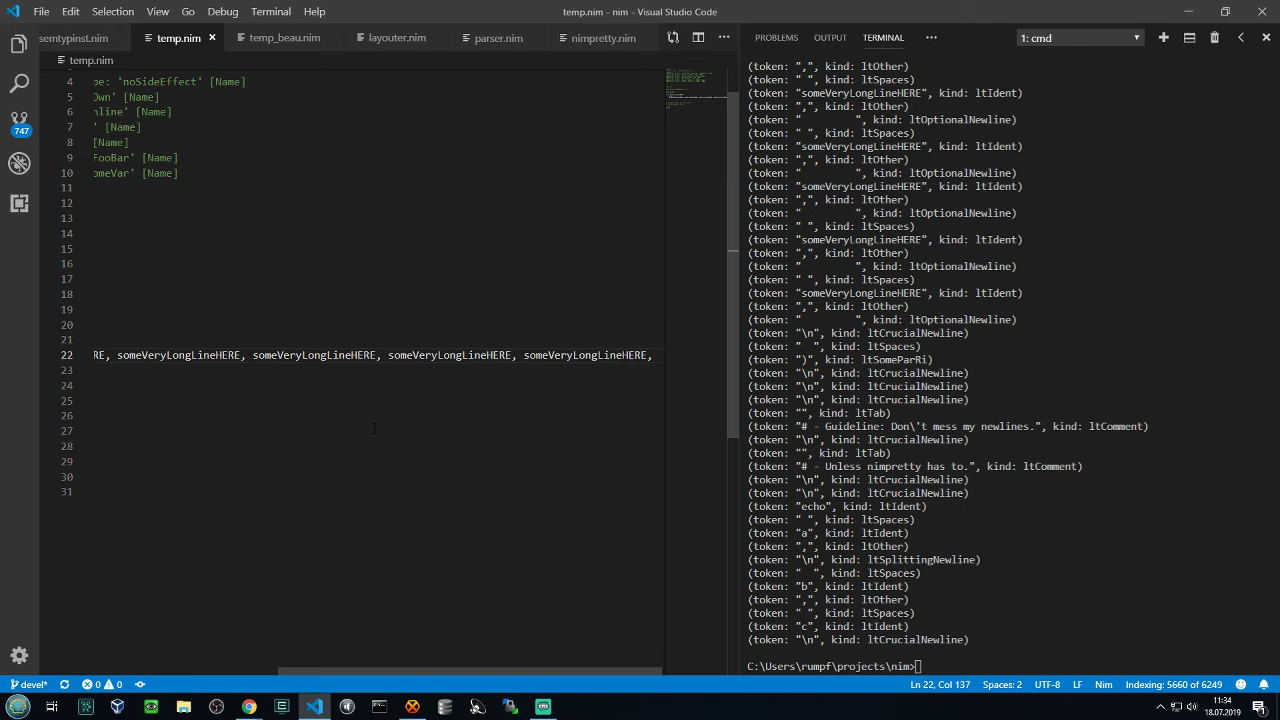 File Edit Selection View Go Debug Terminal Help
temp.nim - nim - Visual Studio Code
semtypinst.nim temp.nim temp_beau.nim layouter.nim parser.nim nimpretty.nim
PROBLEMS OUTPUT TERMINAL 1: cmd
temp.nim
4 be: 'noSideEffect' [Name]
5 Own' [Name]
6 nline' [Name]
7 ' [Name]
8 [Name]
9 FooBar' [Name]
10 omeVar' [Name]
11
12
13
14
15
16
17
18
19
20
21
22 RE, someVeryLongLineHERE, someVeryLongLineHERE, someVeryLongLineHERE, someVeryLongLineHERE,
23
24
25
26
27
28
29
30
31
747
(token: ",", kind: ltOther)
(token: " ", kind: ltSpaces)
(token: "someVeryLongLineHERE", kind: ltIdent)
(token: ",", kind: ltOther)
(token: "         ", kind: ltOptionalNewline)
(token: " ", kind: ltSpaces)
(token: "someVeryLongLineHERE", kind: ltIdent)
(token: ",", kind: ltOther)
(token: "         ", kind: ltOptionalNewline)
(token: "someVeryLongLineHERE", kind: ltIdent)
(token: ",", kind: ltOther)
(token: "         ", kind: ltOptionalNewline)
(token: " ", kind: ltSpaces)
(token: "someVeryLongLineHERE", kind: ltIdent)
(token: ",", kind: ltOther)
(token: "         ", kind: ltOptionalNewline)
(token: " ", kind: ltSpaces)
(token: "someVeryLongLineHERE", kind: ltIdent)
(token: ",", kind: ltOther)
(token: "         ", kind: ltOptionalNewline)
(token: "\n", kind: ltCrucialNewline)
(token: "  ", kind: ltSpaces)
(token: ")", kind: ltSomeParRi)
(token: "\n", kind: ltCrucialNewline)
(token: "\n", kind: ltCrucialNewline)
(token: "\n", kind: ltCrucialNewline)
(token: "", kind: ltTab)
(token: "# - Guideline: Don\'t mess my newlines.", kind: ltComment)
(token: "\n", kind: ltCrucialNewline)
(token: "", kind: ltTab)
(token: "# - Unless nimpretty has to.", kind: ltComment)
(token: "\n", kind: ltCrucialNewline)
(token: "\n", kind: ltCrucialNewline)
(token: "echo", kind: ltIdent)
(token: " ", kind: ltSpaces)
(token: "a", kind: ltIdent)
(token: ",", kind: ltOther)
(token: "\n", kind: ltSplittingNewline)
(token: "  ", kind: ltSpaces)
(token: "b", kind: ltIdent)
(token: ",", kind: ltOther)
(token: " ", kind: ltSpaces)
(token: "c", kind: ltIdent)
(token: "\n", kind: ltCrucialNewline)
C:\Users\rumpf\projects\nim>
devel* 0 0 Ln 22, Col 137 Spaces: 2 UTF-8 LF Nim Indexing: 5660 of 6249
11:34
18.07.2019